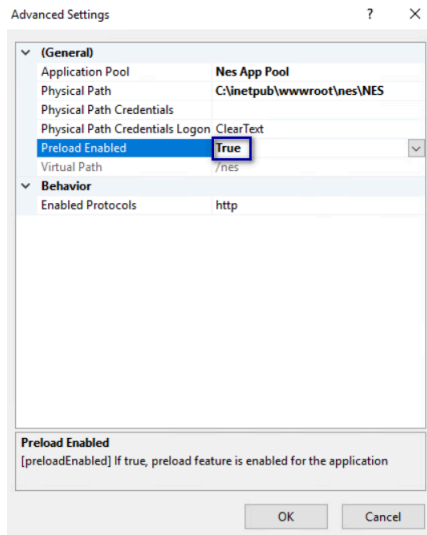 Advanced Settings ? ×
(General)
Application Pool Nes App Pool
Physical Path C:\inetpub\wwwroot\nes\NES
Physical Path Credentials
Physical Path Credentials Logon ClearText
Preload Enabled True
Virtual Path /nes
Behavior
Enabled Protocols http
Preload Enabled
[preloadEnabled] If true, preload feature is enabled for the application
OK Cancel